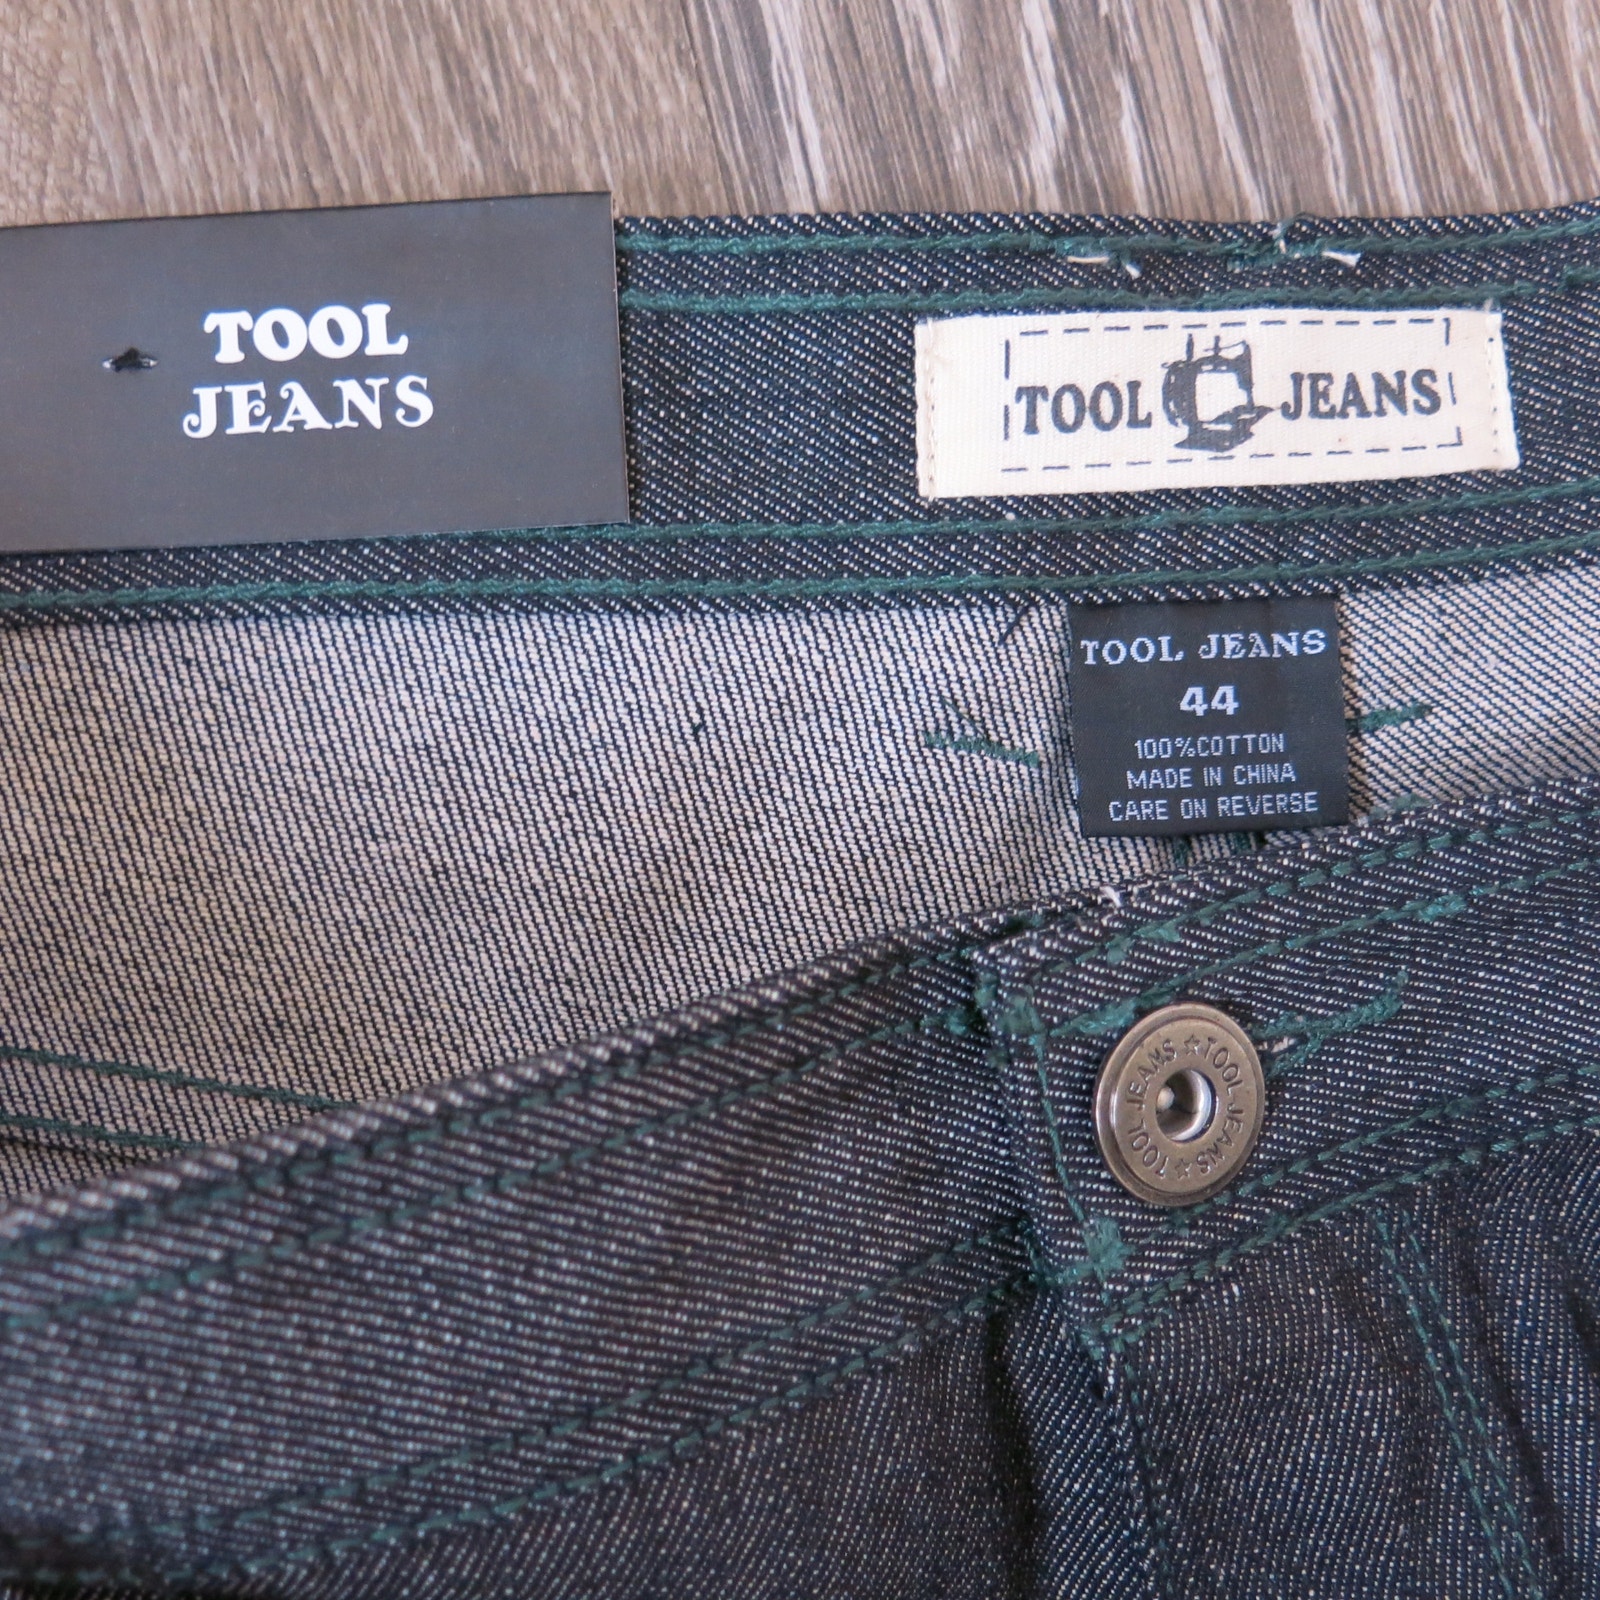 TOOL
JEANS
TOOL JEANS
TOOL JEANS
44
100%COTTON
MADE IN CHINA
CARE ON REVERSE
TOOL JEANS ☆ TOOL JEANS ☆